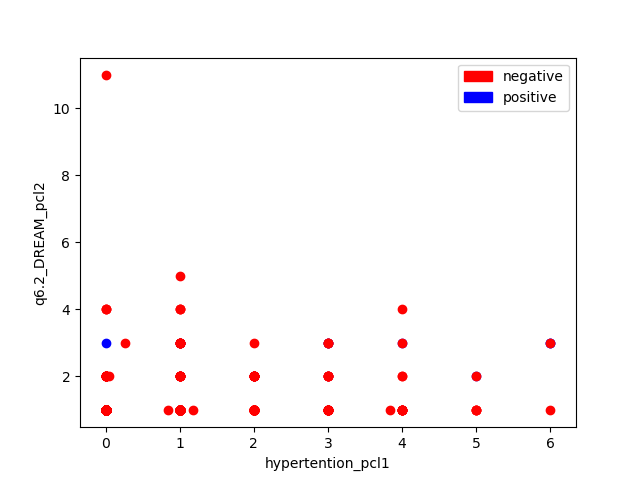 negative
positive
10
8
6
4
2
q6.2_DREAM_pcl2
0 1 2 3 4 5 6
hypertention_pcl1